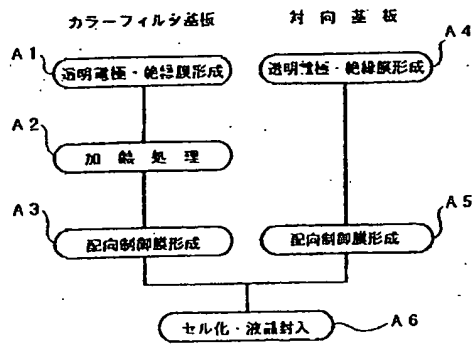 カラーフィルタ基板
対向基板
A1
透明電極・絶縁膜形成
A4
透明電極・絶縁膜形成
A2
加熱処理
A3
配向制御膜形成
A5
配向制御膜形成
セル化・液晶封入
A6